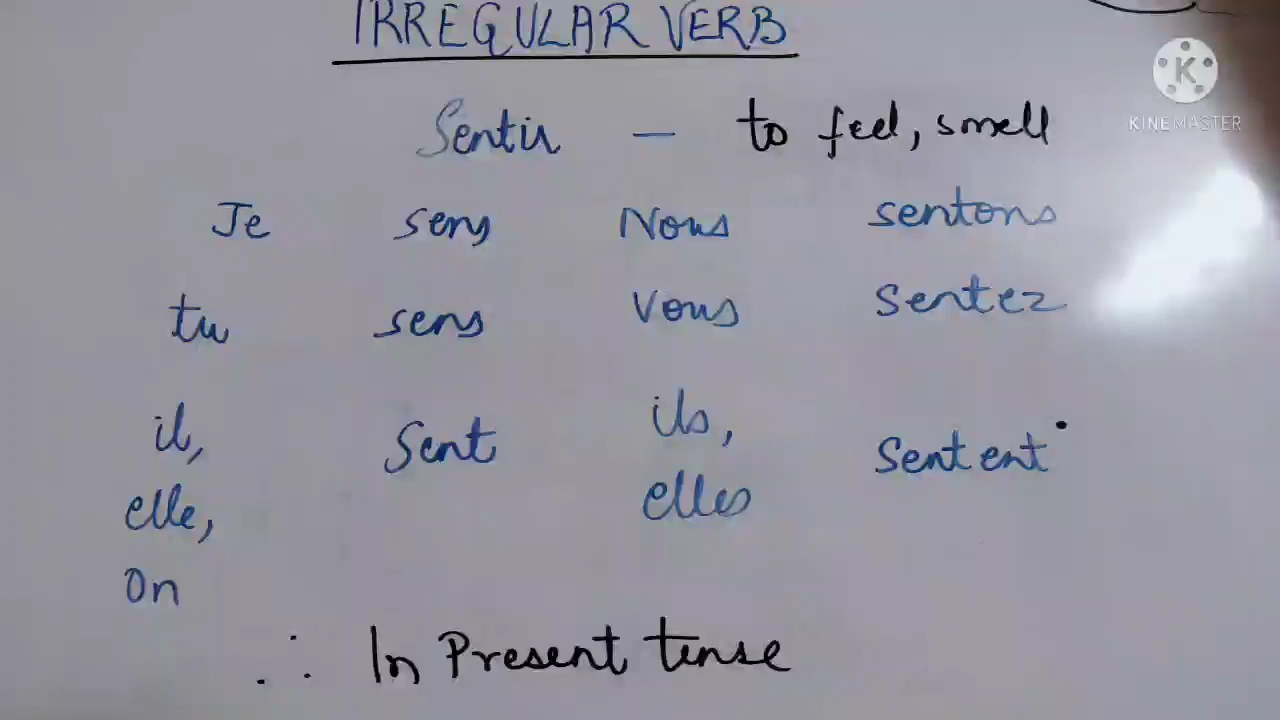 IRREGULAR VERB
KINEMASTER
Sentir — to feel, smell
Je sens Nous sentons
tu sens Vous sentez
il, sent ils, sentent
elle, elles
On
∴ In Present tense